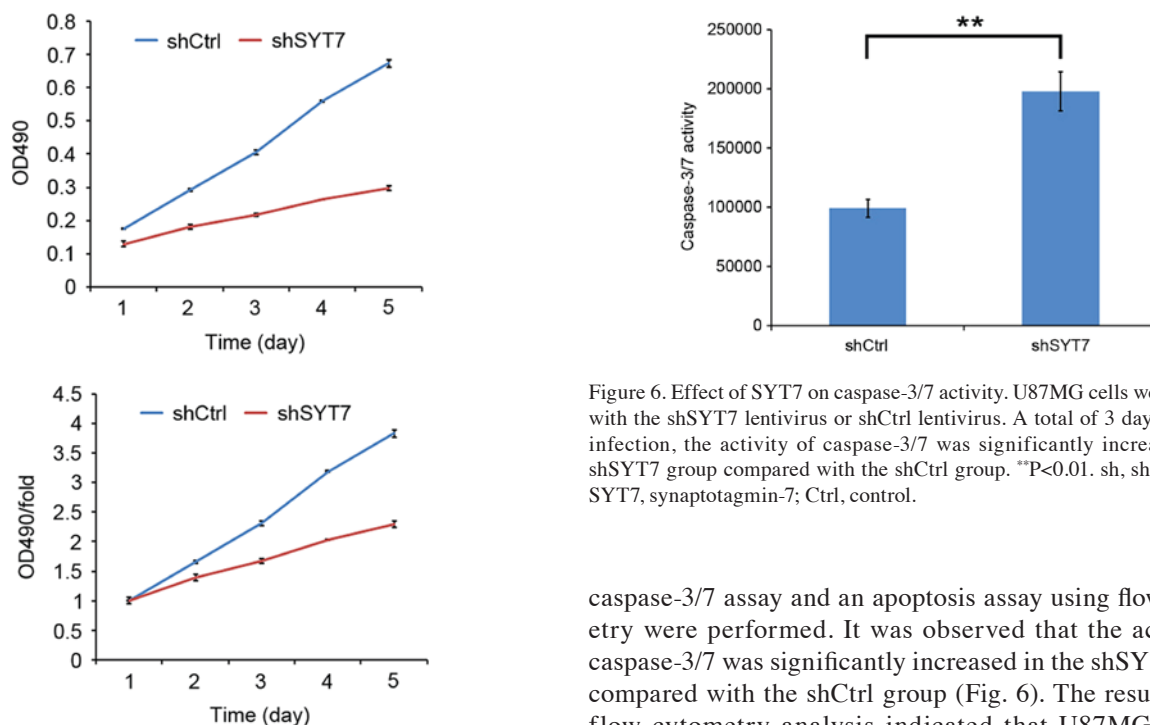 0.8
0.7
0.6
0.5
0.4
0.3
0.2
0.1
0
OD490
shCtrl
shSYT7
1 2 3 4 5
Time (day)
4.5
4
3.5
3
2.5
2
1.5
1
0.5
0
OD490/fold
shCtrl
shSYT7
1 2 3 4 5
Time (day)
**
250000
200000
150000
100000
50000
0
Caspase-3/7 activity
shCtrl shSYT7
Figure 6. Effect of SYT7 on caspase-3/7 activity. U87MG cells
with the shSYT7 lentivirus or shCtrl lentivirus. A total of 3
infection, the activity of caspase-3/7 was significantly
shSYT7 group compared with the shCtrl group. **P<0.01. sh,
SYT7, synaptotagmin-7; Ctrl, control.
caspase-3/7 assay and an apoptosis assay using
etry were performed. It was observed that the
caspase-3/7 was significantly increased in the
compared with the shCtrl group (Fig. 6). The
flow cytometry analysis indicated that U87MG